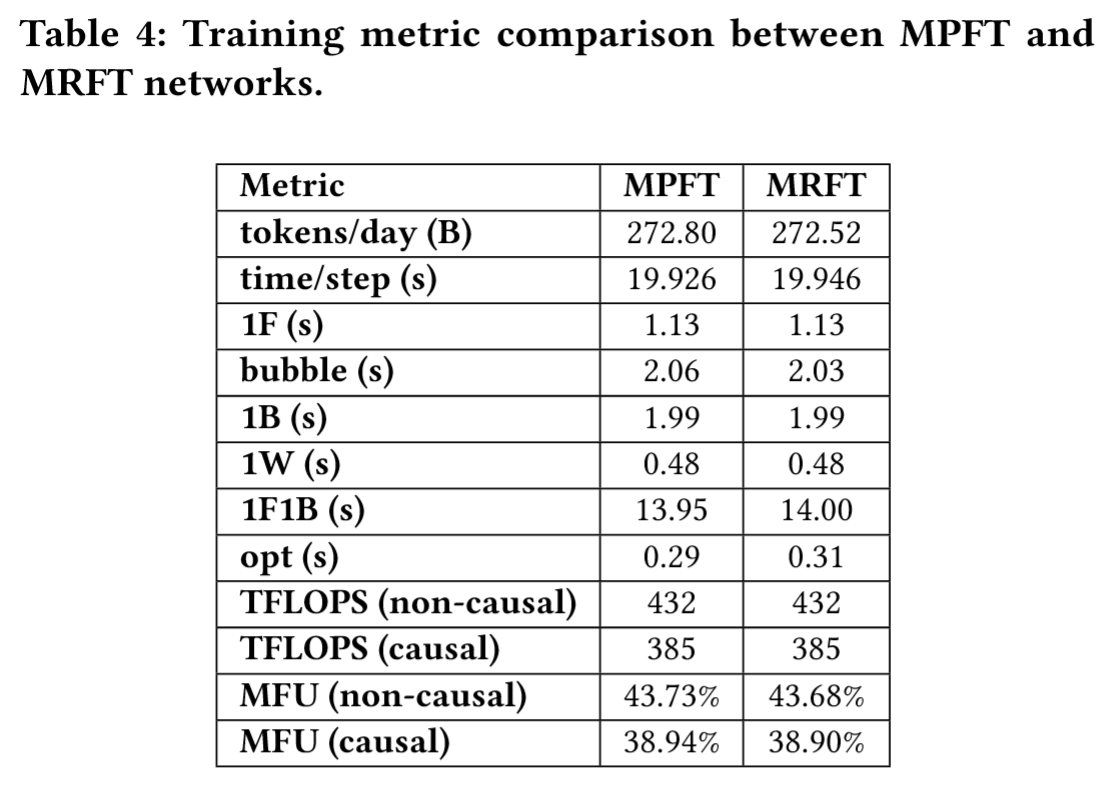 Table 4: Training metric comparison between MPFT and
MRFT networks.
Metric MPFT MRFT
tokens/day (B) 272.80 272.52
time/step (s) 19.926 19.946
1F (s) 1.13 1.13
bubble (s) 2.06 2.03
1B (s) 1.99 1.99
1W (s) 0.48 0.48
1F1B (s) 13.95 14.00
opt (s) 0.29 0.31
TFLOPS (non-causal) 432 432
TFLOPS (causal) 385 385
MFU (non-causal) 43.73% 43.68%
MFU (causal) 38.94% 38.90%